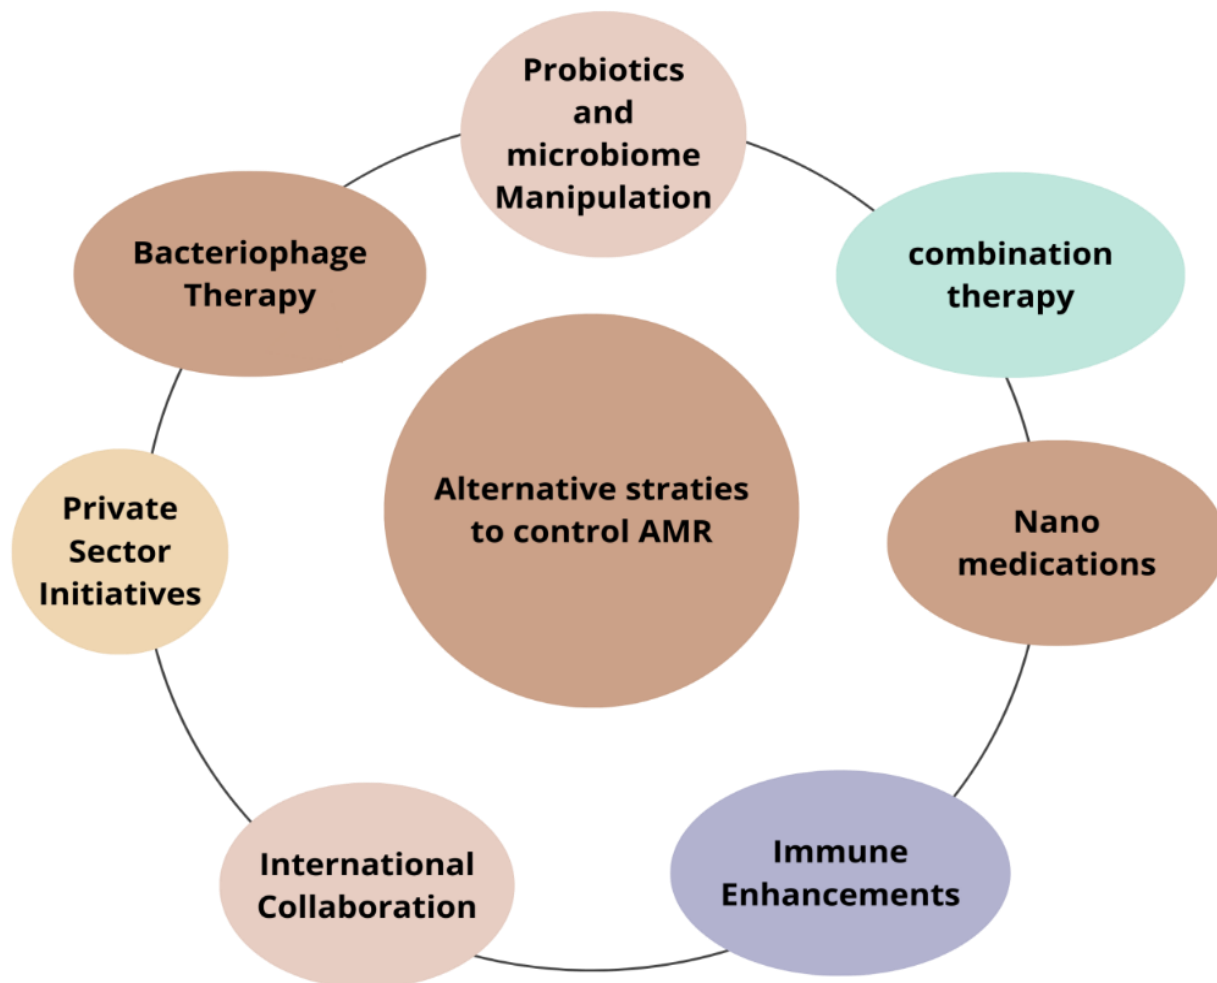 Probiotics
and
microbiome
Manipulation
combination
therapy
Nano
medications
Immune
Enhancements
International
Collaboration
Private
Sector
Initiatives
Bacteriophage
Therapy
Alternative straties
to control AMR